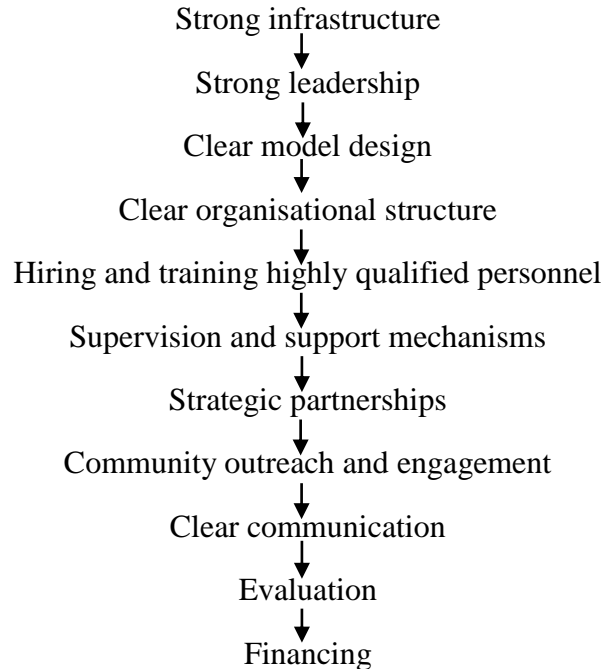 Strong infrastructure
Strong leadership
Clear model design
Clear organisational structure
Hiring and training highly qualified personnel
Supervision and support mechanisms
Strategic partnerships
Community outreach and engagement
Clear communication
Evaluation
Financing